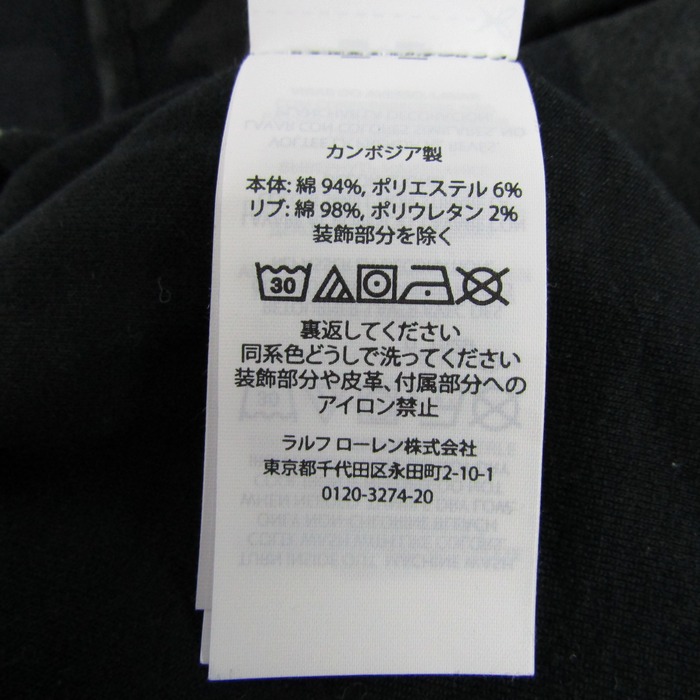 カンボジア製
本体: 綿 94%, ポリエステル 6%
リブ: 綿 98%, ポリウレタン 2%
装飾部分を除く
30
裏返してください
同系色どうしで洗ってください
装飾部分や皮革、付属部分への
アイロン禁止
ラルフ ローレン株式会社
東京都千代田区永田町2-10-1
0120-3274-20